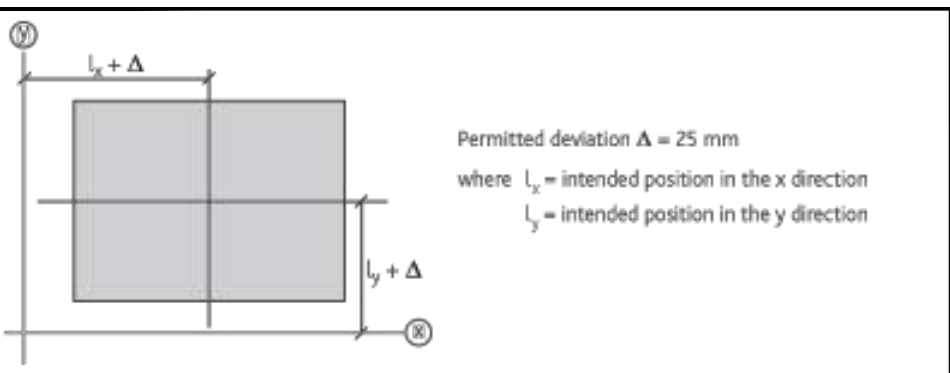 y
lx + Δ
Permitted deviation Δ = 25 mm
where lx = intended position in the x direction
ly = intended position in the y direction
ly + Δ
x